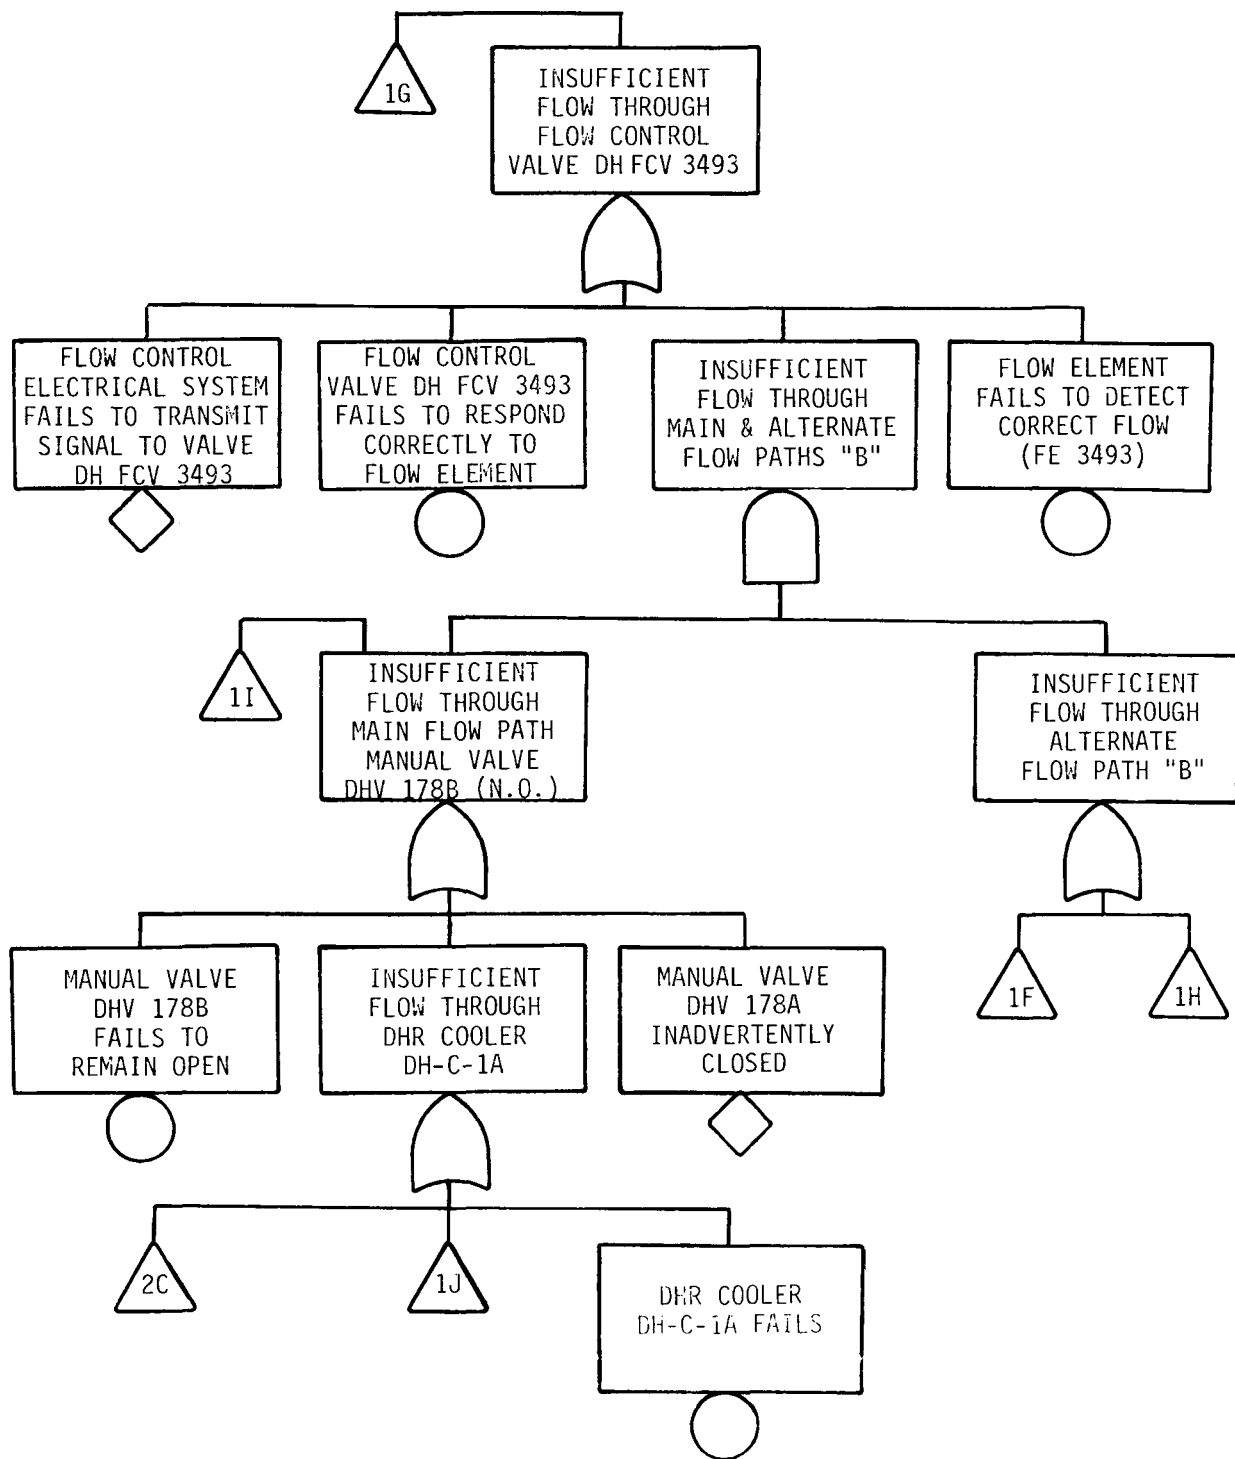 1G
INSUFFICIENT
FLOW THROUGH
FLOW CONTROL
VALVE DH FCV 3493
FLOW CONTROL
ELECTRICAL SYSTEM
FAILS TO TRANSMIT
SIGNAL TO VALVE
DH FCV 3493
FLOW CONTROL
VALVE DH FCV 3493
FAILS TO RESPOND
CORRECTLY TO
FLOW ELEMENT
INSUFFICIENT
FLOW THROUGH
MAIN & ALTERNATE
FLOW PATHS "B"
FLOW ELEMENT
FAILS TO DETECT
CORRECT FLOW
(FE 3493)
1I
INSUFFICIENT
FLOW THROUGH
MAIN FLOW PATH
MANUAL VALVE
DHV 178B (N.O.)
INSUFFICIENT
FLOW THROUGH
ALTERNATE
FLOW PATH "B"
MANUAL VALVE
DHV 178B
FAILS TO
REMAIN OPEN
INSUFFICIENT
FLOW THROUGH
DHR COOLER
DH-C-1A
MANUAL VALVE
DHV 178A
INADVERTENTLY
CLOSED
1F
1H
2C
1J
DHR COOLER
DH-C-1A FAILS